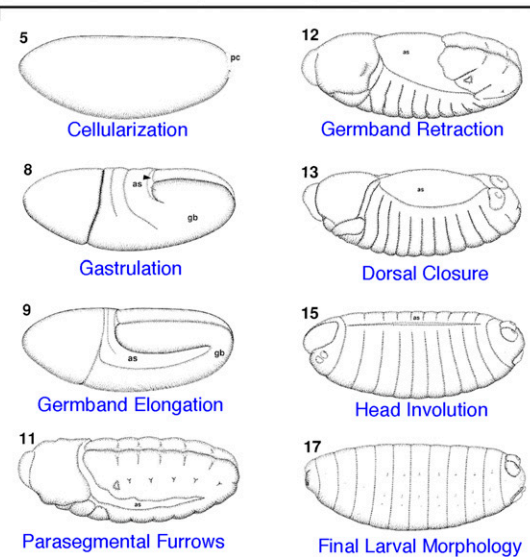 5
pc
Cellularization
8
as
gb
Gastrulation
9
as
gb
Germband Elongation
11
as
Parasegmental Furrows
12
as
Germband Retraction
13
as
Dorsal Closure
15
as
Head Involution
17
Final Larval Morphology